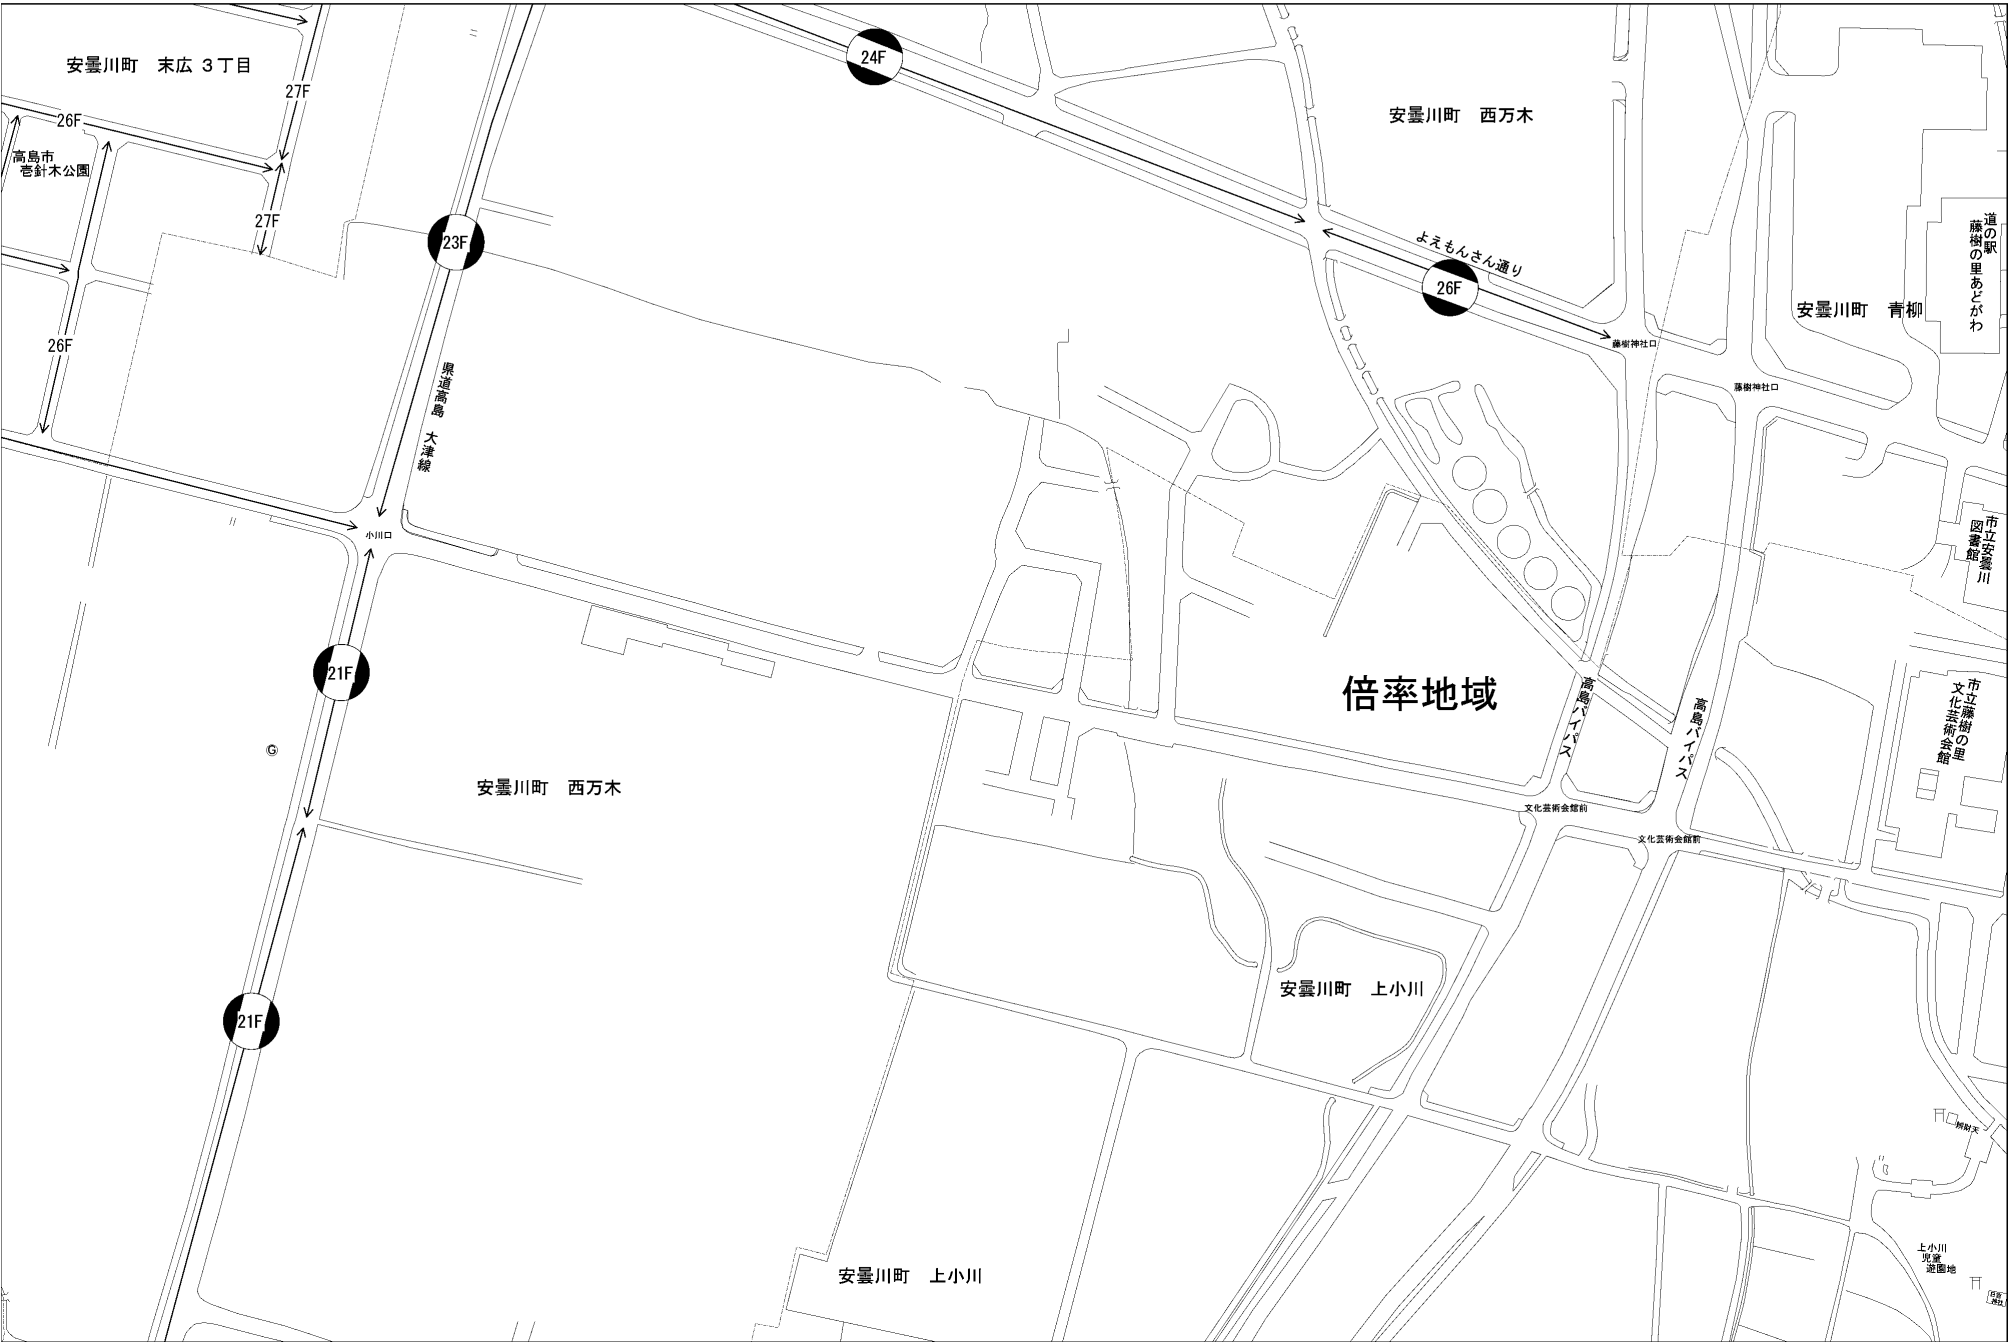 安曇川町　末広 3丁目
27F
26F
高島市
壱針木公園
27F
26F
24F
23F
県道高島　大津線
小川口
21F
21F
安曇川町　西万木
よえもんさん通り
26F
藤樹神社口
藤樹神社口
安曇川町　青柳
道の駅
藤樹の里あどがわ
市立安曇川
図書館
倍率地域
高島バイパス
高島バイパス
市立藤樹の里
文化芸術会館
G
安曇川町　西万木
文化芸術会館前
文化芸術会館前
安曇川町　上小川
安曇川町　上小川
上小川
児童
遊園地
日吉
神社